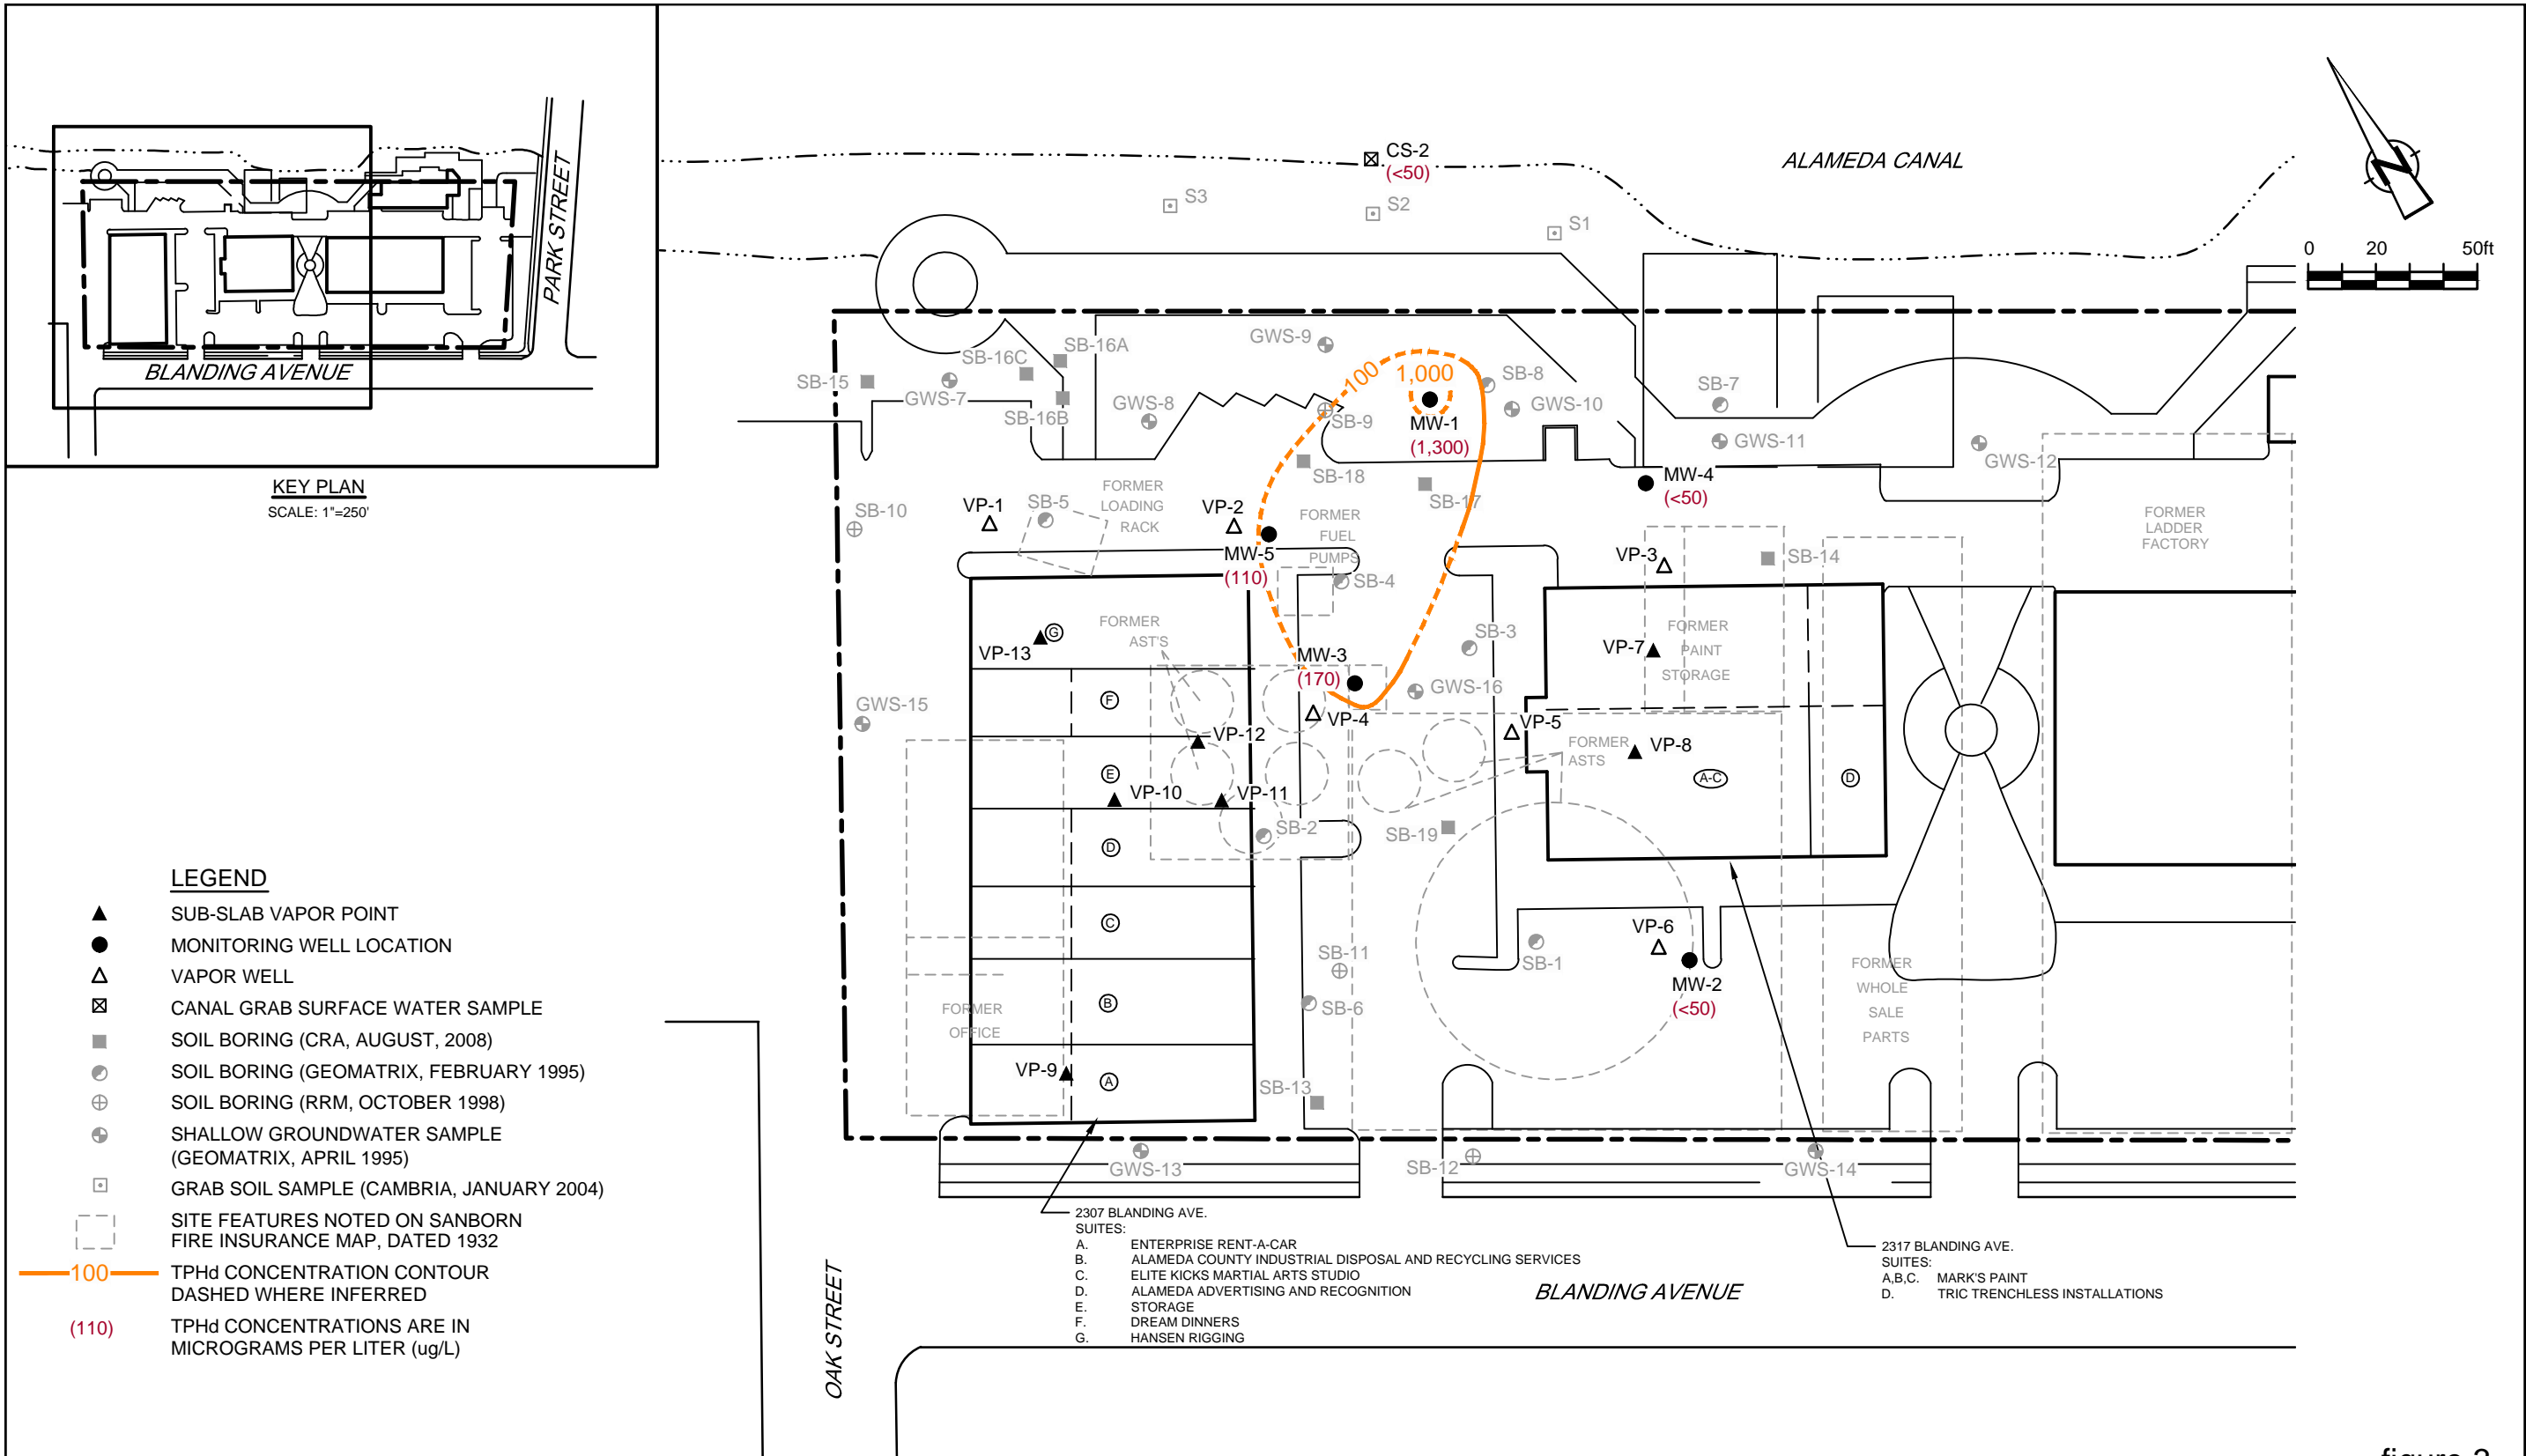 PARK STREET
BLANDING AVENUE
KEY PLAN
SCALE: 1"=250'
CS-2
(<50)
ALAMEDA CANAL
S3
S2
S1
N
0 20 50ft
GWS-9
SB-16A
SB-16C
SB-15
GWS-7
SB-16B
GWS-8
100
1,000
SB-8
SB-7
SB-9
MW-1
(1,300)
GWS-10
GWS-11
GWS-12
SB-18
SB-17
MW-4
(<50)
SB-10
VP-1
SB-5
FORMER
LOADING
RACK
VP-2
MW-5
(110)
FORMER
FUEL
PUMPS
SB-4
VP-3
SB-14
FORMER
LADDER
FACTORY
VP-13
G
FORMER
AST'S
MW-3
(170)
SB-3
VP-7
FORMER
PAINT
STORAGE
GWS-15
F
GWS-16
VP-4
VP-5
VP-12
FORMER
ASTS
VP-8
E
VP-10
VP-11
A-C
D
D
SB-2
SB-19
C
SB-11
SB-1
VP-6
MW-2
(<50)
FORMER
WHOLE
SALE
PARTS
FORMER
OFFICE
B
SB-6
VP-9
A
SB-13
GWS-13
SB-12
GWS-14
LEGEND
SUB-SLAB VAPOR POINT
MONITORING WELL LOCATION
VAPOR WELL
CANAL GRAB SURFACE WATER SAMPLE
SOIL BORING (CRA, AUGUST, 2008)
SOIL BORING (GEOMATRIX, FEBRUARY 1995)
SOIL BORING (RRM, OCTOBER 1998)
SHALLOW GROUNDWATER SAMPLE
(GEOMATRIX, APRIL 1995)
GRAB SOIL SAMPLE (CAMBRIA, JANUARY 2004)
SITE FEATURES NOTED ON SANBORN
FIRE INSURANCE MAP, DATED 1932
100 TPHd CONCENTRATION CONTOUR
DASHED WHERE INFERRED
(110) TPHd CONCENTRATIONS ARE IN
MICROGRAMS PER LITER (ug/L)
OAK STREET
2307 BLANDING AVE.
SUITES:
A. ENTERPRISE RENT-A-CAR
B. ALAMEDA COUNTY INDUSTRIAL DISPOSAL AND RECYCLING SERVICES
C. ELITE KICKS MARTIAL ARTS STUDIO
D. ALAMEDA ADVERTISING AND RECOGNITION
E. STORAGE
F. DREAM DINNERS
G. HANSEN RIGGING
BLANDING AVENUE
2317 BLANDING AVE.
SUITES:
A,B,C. MARK'S PAINT
D. TRIC TRENCHLESS INSTALLATIONS